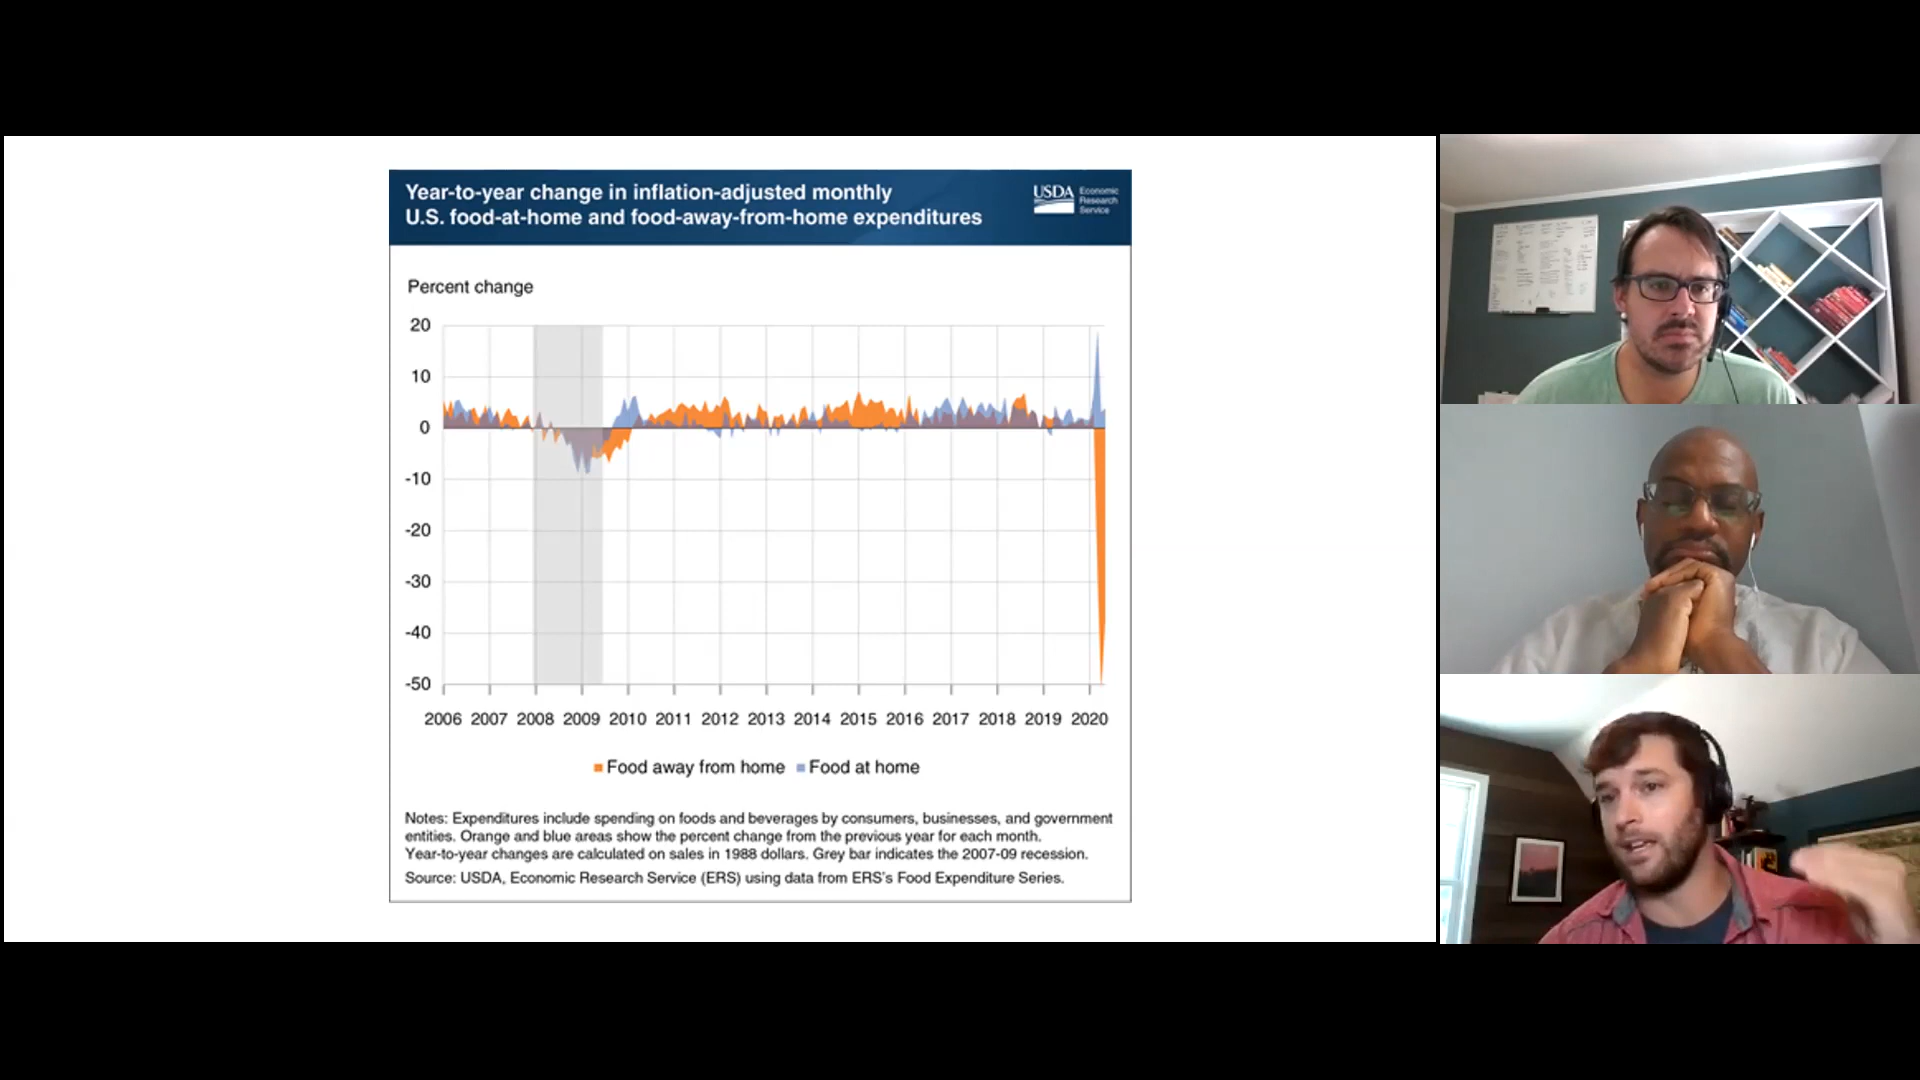 Year-to-year change in inflation-adjusted monthly
U.S. food-at-home and food-away-from-home expenditures
USDA
Economic
Research
Service
Percent change
20
10
0
-10
-20
-30
-40
-50
2006 2007 2008 2009 2010 2011 2012 2013 2014 2015 2016 2017 2018 2019 2020
Food away from home Food at home
Notes: Expenditures include spending on foods and beverages by consumers, businesses, and government
entities. Orange and blue areas show the percent change from the previous year for each month.
Year-to-year changes are calculated on sales in 1988 dollars. Grey bar indicates the 2007-09 recession.
Source: USDA, Economic Research Service (ERS) using data from ERS's Food Expenditure Series.